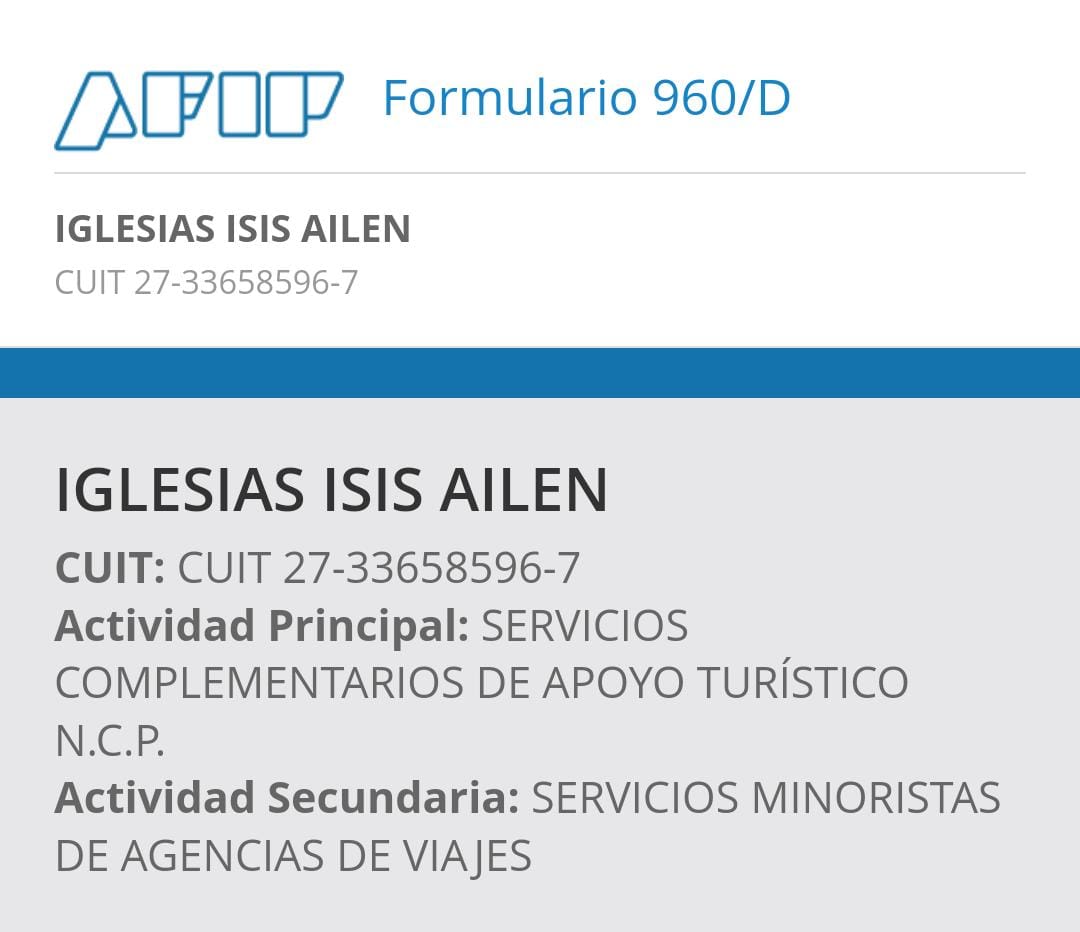 AFIP Formulario 960/D
IGLESIAS ISIS AILEN
CUIT 27-33658596-7
IGLESIAS ISIS AILEN
CUIT: CUIT 27-33658596-7
Actividad Principal: SERVICIOS
COMPLEMENTARIOS DE APOYO TURÍSTICO
N.C.P.
Actividad Secundaria: SERVICIOS MINORISTAS
DE AGENCIAS DE VIAJES